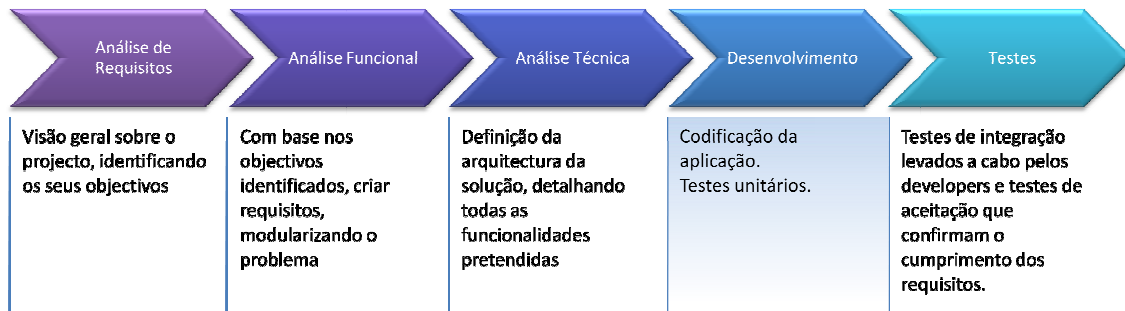 Análise de
Requisitos
Análise Funcional
Análise Técnica
Desenvolvimento
Testes
Visão geral sobre o
projecto, identificando
os seus objectivos
Com base nos
objectivos
identificados, criar
requisitos,
modularizando o
problema
Definição da
arquitectura da
solução, detalhando
todas as
funcionalidades
pretendidas
Codificação da
aplicação.
Testes unitários.
Testes de integração
levados a cabo pelos
developers e testes de
aceitação que
confirmam o
cumprimento dos
requisitos.